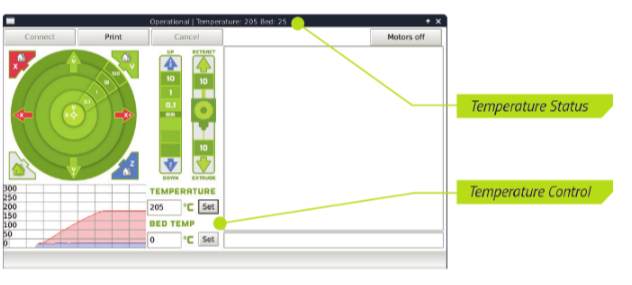 Operational | Temperature: 205 Bed: 25
Connect
Print
Cancel
Motors off
UP
RETRACT
X
Y
Z
100
10
1
0.1
10
1
0.1
mm
10
10
DOWN
EXTRUDE
Temperature Status
300
250
200
150
100
50
0
TEMPERATURE
205 °C Set
BED TEMP
0 °C Set
Temperature Control